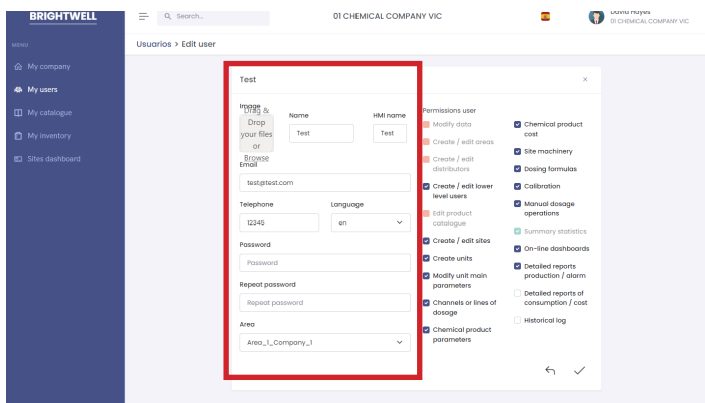 BRIGHTWELL
Search...
01 CHEMICAL COMPANY VIC
David Hayes
01 CHEMICAL COMPANY VIC
MENU
Usuarios > Edit user
My company
My users
My catalogue
My inventory
Sites dashboard
Test
×
Image
Drag &
Drop
your files
or
Browse
Name
HMI name
Test
Test
Email
test@test.com
Telephone
Language
12345
en
Password
Password
Repeat password
Repeat password
Area
Area_1_Company_1
Permissions user
Modify data
Create / edit areas
Create / edit
distributors
Create / edit lower
level users
Edit product
catalogue
Create / edit sites
Create units
Modify unit main
parameters
Channels or lines of
dosage
Chemical product
parameters
Chemical product
cost
Site machinery
Dosing formulas
Calibration
Manual dosage
operations
Summary statistics
On-line dashboards
Detailed reports
production / alarm
Detailed reports of
consumption / cost
Historical log